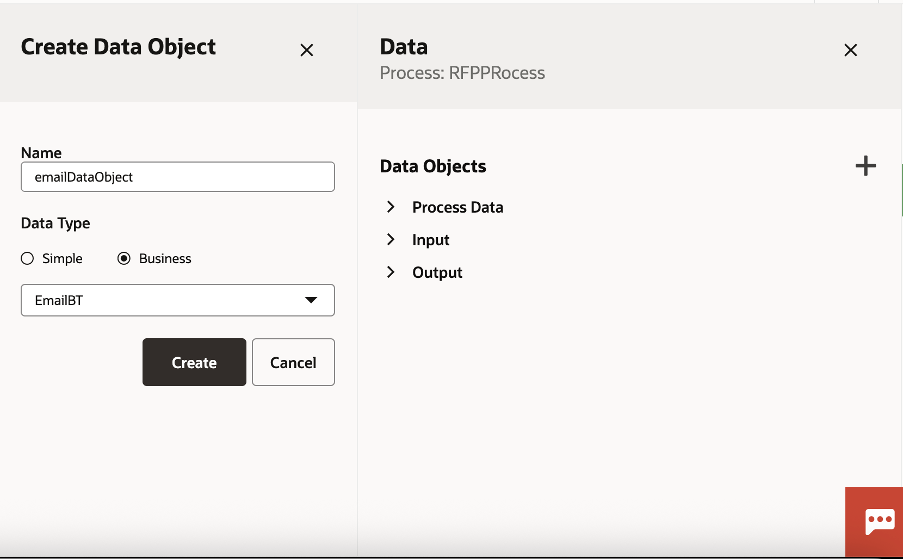 Create Data Object
Name
emailDataObject
Data Type
Simple
Business
EmailBT
Create
Cancel
Data
Process: RFPPRocess
Data Objects
Process Data
Input
Output